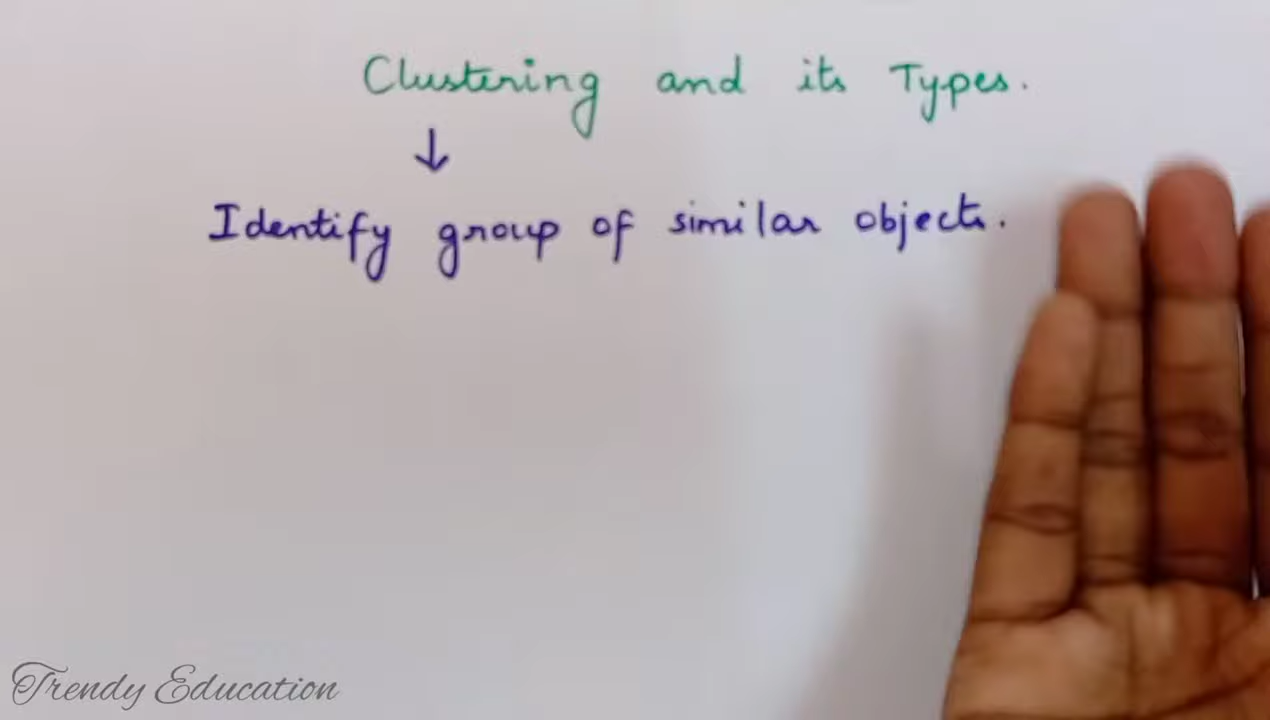 Clustering and its Types.
↓
Identify group of similar objects.
Trendy Education